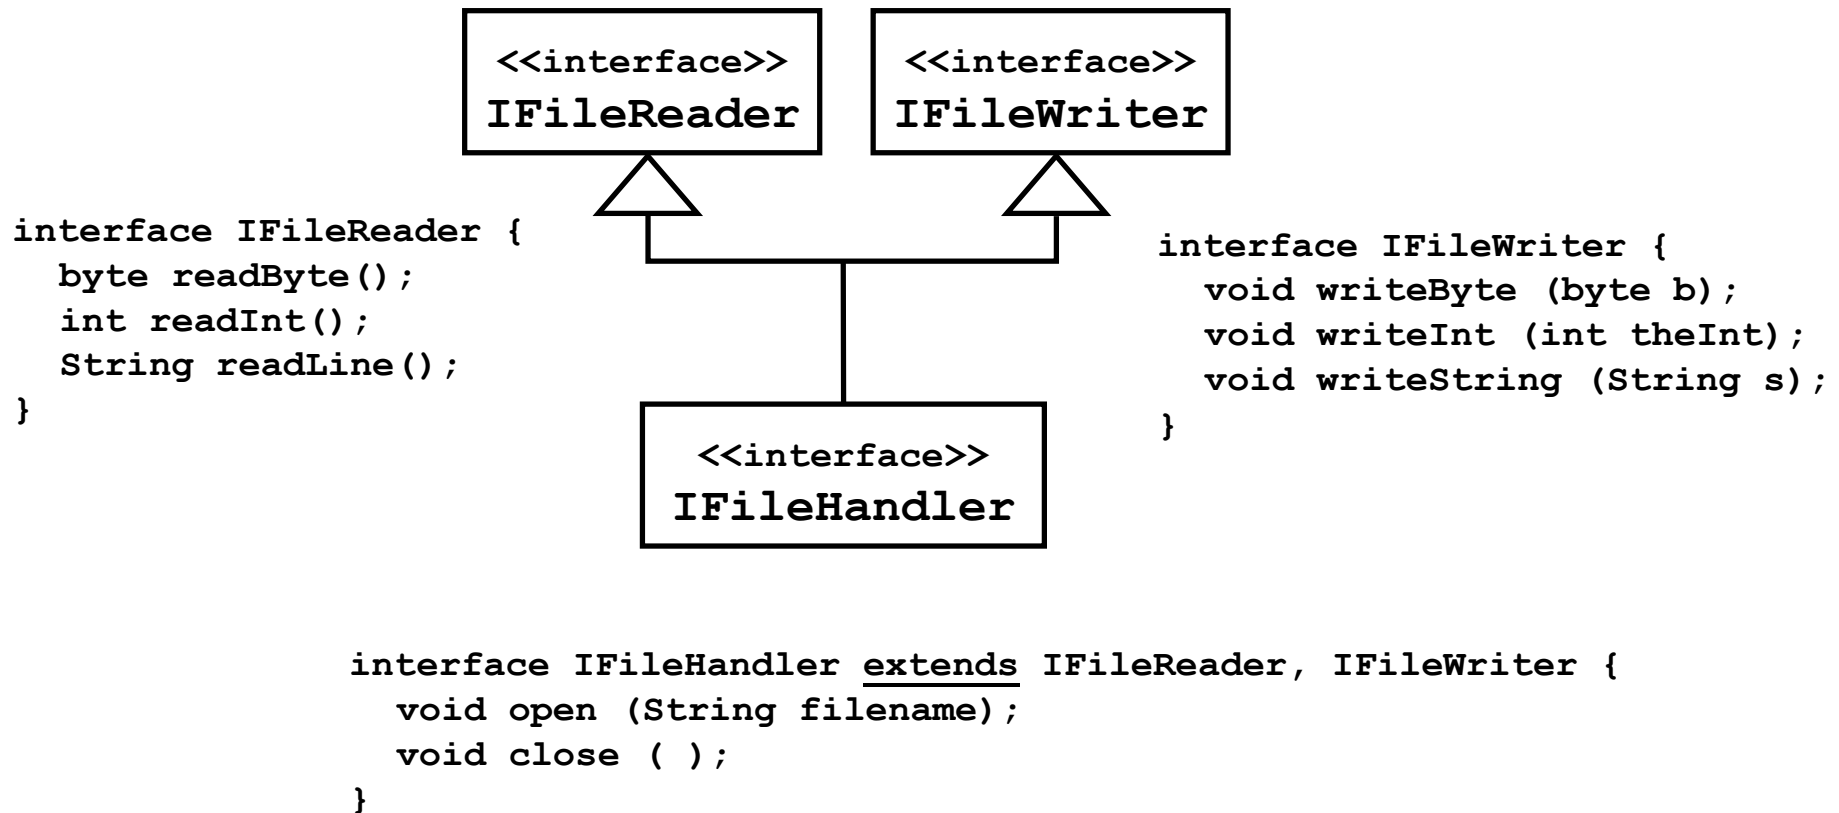 <<interface>>
IFileReader
<<interface>>
IFileWriter
interface IFileReader {
byte readByte();
int readInt();
String readLine();
}
interface IFileWriter {
void writeByte (byte b);
void writeInt (int theInt);
void writeString (String s);
}
<<interface>>
IFileHandler
interface IFileHandler extends IFileReader, IFileWriter {
void open (String filename);
void close ( );
}